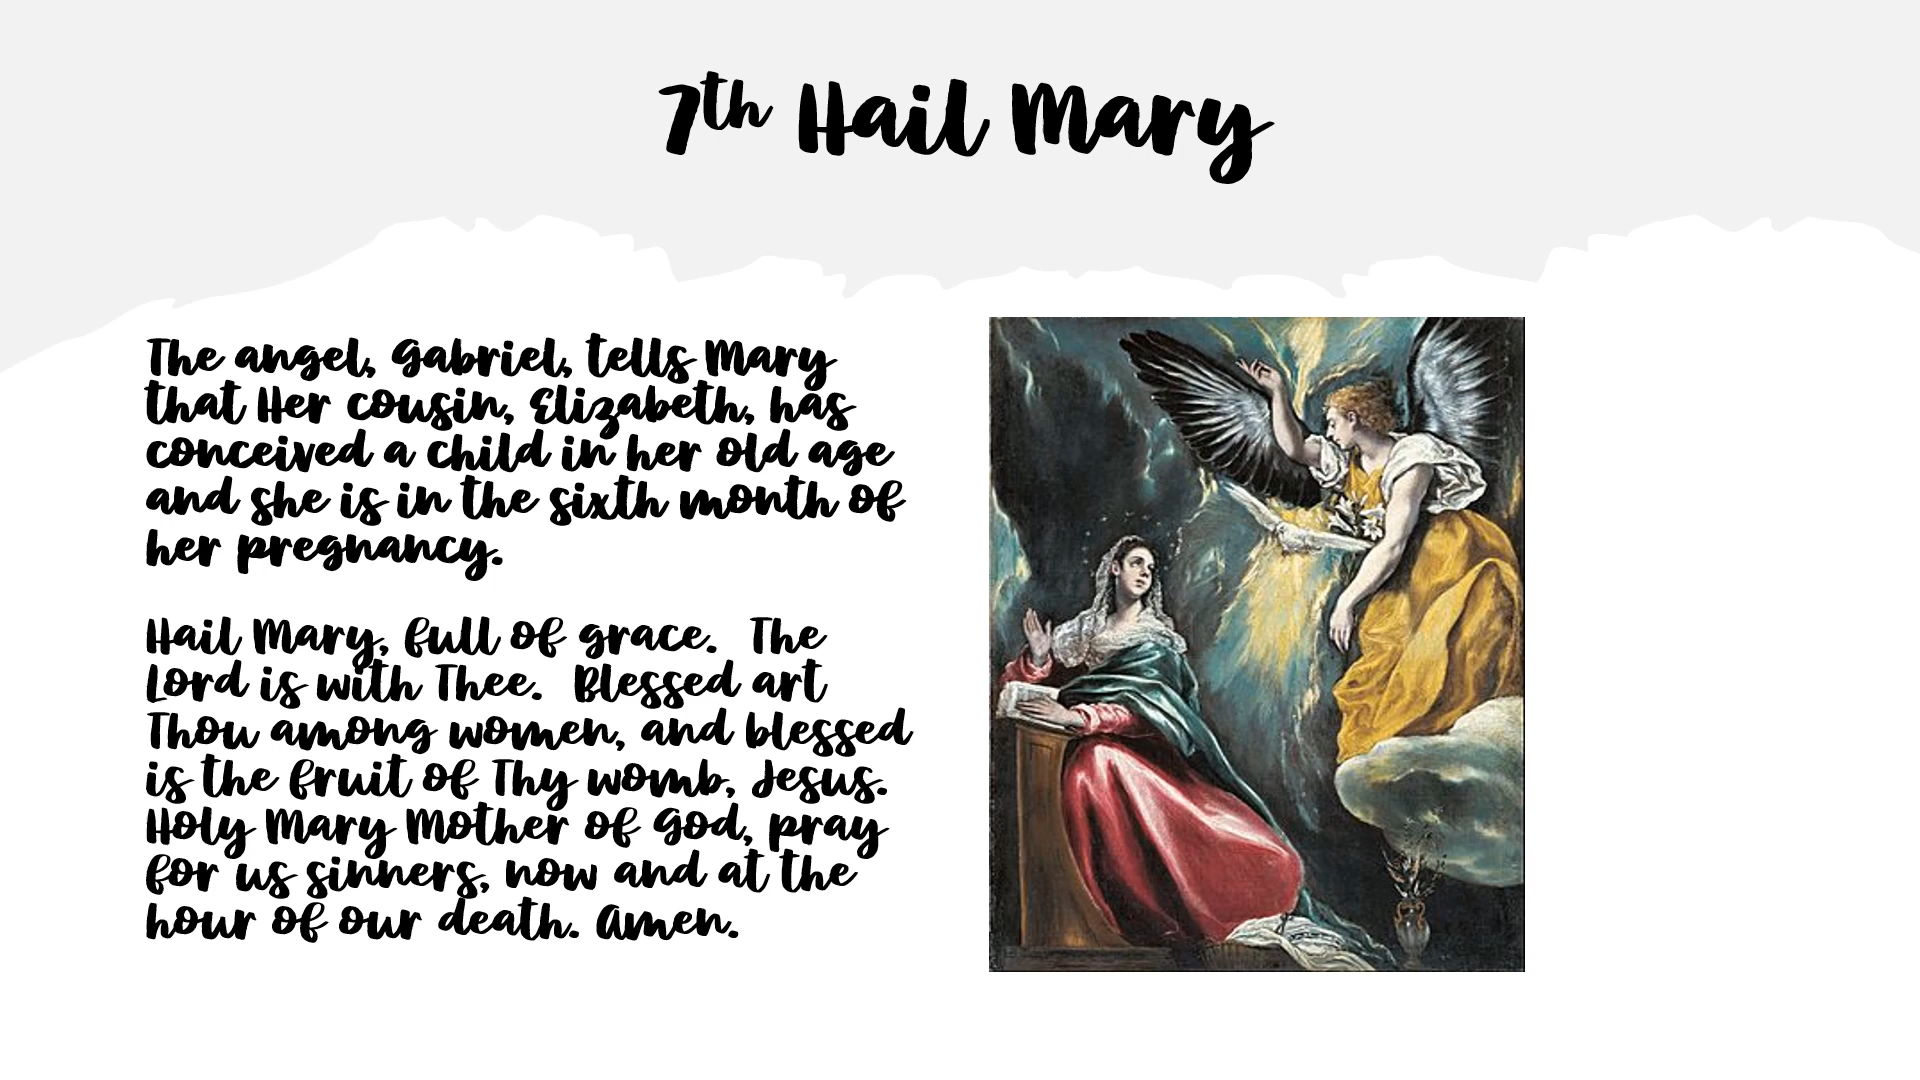 7th Hail Mary
The angel, Gabriel, tells Mary
that Her cousin, Elizabeth, has
conceived a child in her old age
and she is in the sixth month of
her pregnancy.
Hail Mary, full of grace.  The
Lord is with Thee.  Blessed art
Thou among women, and blessed
is the fruit of Thy womb, Jesus.
Holy Mary Mother of God, pray
for us sinners, now and at the
hour of our death. Amen.